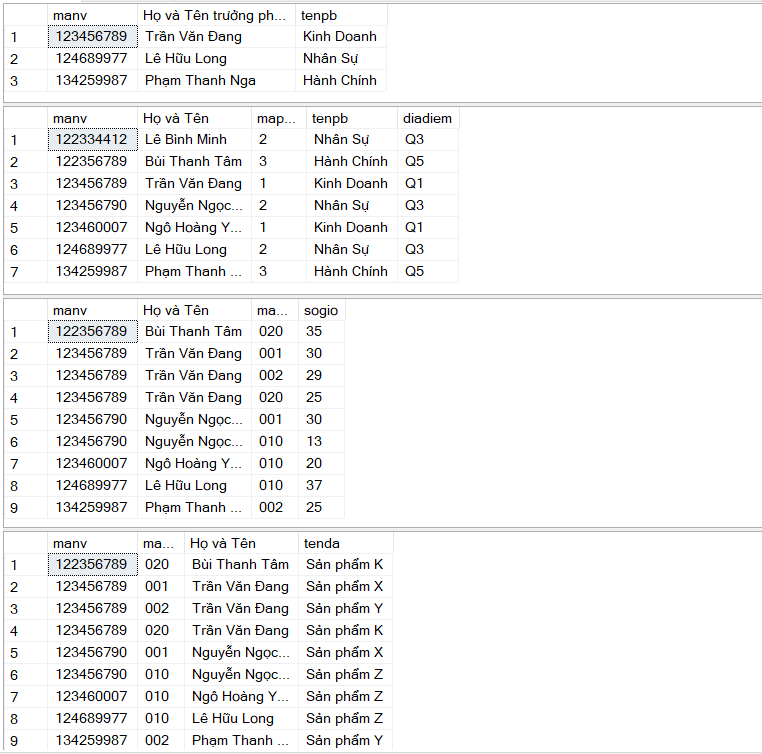 manv Họ và Tên trưởng ph... tenpb
1 123456789 Trần Văn Đang Kinh Doanh
2 124689977 Lê Hữu Long Nhân Sự
3 134259987 Phạm Thanh Nga Hành Chính
manv Họ và Tên map... tenpb diadiem
1 122334412 Lê Bình Minh 2 Nhân Sự Q3
2 122356789 Bùi Thanh Tâm 3 Hành Chính Q5
3 123456789 Trần Văn Đang 1 Kinh Doanh Q1
4 123456790 Nguyễn Ngọc... 2 Nhân Sự Q3
5 123460007 Ngô Hoàng Y... 1 Kinh Doanh Q1
6 124689977 Lê Hữu Long 2 Nhân Sự Q3
7 134259987 Phạm Thanh ... 3 Hành Chính Q5
manv Họ và Tên ma... sogio
1 122356789 Bùi Thanh Tâm 020 35
2 123456789 Trần Văn Đang 001 30
3 123456789 Trần Văn Đang 002 29
4 123456789 Trần Văn Đang 020 25
5 123456790 Nguyễn Ngọc... 001 30
6 123456790 Nguyễn Ngọc... 010 13
7 123460007 Ngô Hoàng Y... 010 20
8 124689977 Lê Hữu Long 010 37
9 134259987 Phạm Thanh ... 002 25
manv ma... Họ và Tên tenda
1 122356789 020 Bùi Thanh Tâm Sản phẩm K
2 123456789 001 Trần Văn Đang Sản phẩm X
3 123456789 002 Trần Văn Đang Sản phẩm Y
4 123456789 020 Trần Văn Đang Sản phẩm K
5 123456790 001 Nguyễn Ngọc... Sản phẩm X
6 123456790 010 Nguyễn Ngọc... Sản phẩm Z
7 123460007 010 Ngô Hoàng Y... Sản phẩm Z
8 124689977 010 Lê Hữu Long Sản phẩm Z
9 134259987 002 Phạm Thanh ... Sản phẩm Y